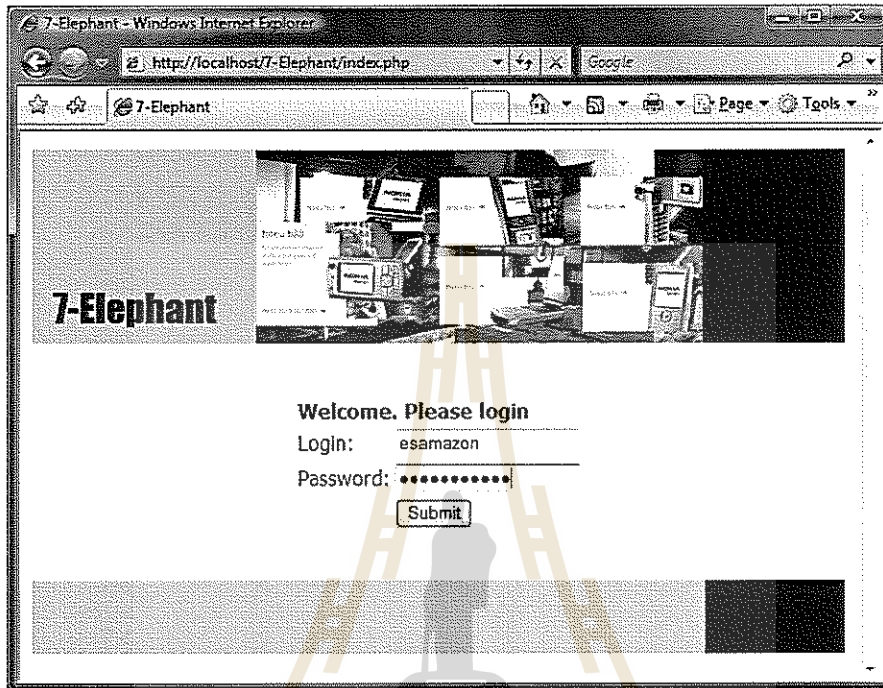 7-Elephant - Windows Internet Explorer
http://localhost/7-Elephant/index.php
Google
7-Elephant
Page
Tools
7-Elephant
Welcome. Please login
Login: esamazon
Password: •••••••••••
Submit